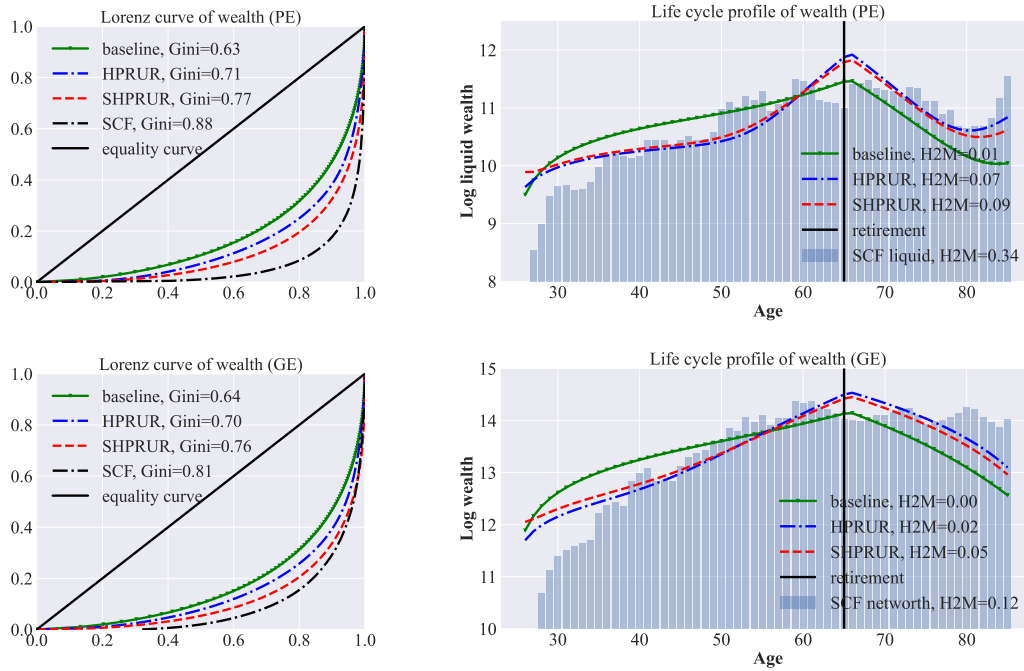 Lorenz curve of wealth (PE)
1.0
0.8
0.6
0.4
0.2
0.0
baseline, Gini=0.63
HPRUR, Gini=0.71
SHPRUR, Gini=0.77
SCF, Gini=0.88
equality curve
0.0 0.2 0.4 0.6 0.8 1.0
Life cycle profile of wealth (PE)
Log liquid wealth
12
11
10
9
8
baseline, H2M=0.01
HPRUR, H2M=0.07
SHPRUR, H2M=0.09
retirement
SCF liquid, H2M=0.34
30 40 50 60 70 80
Age
Lorenz curve of wealth (GE)
1.0
0.8
0.6
0.4
0.2
0.0
baseline, Gini=0.64
HPRUR, Gini=0.70
SHPRUR, Gini=0.76
SCF, Gini=0.81
equality curve
0.0 0.2 0.4 0.6 0.8 1.0
Life cycle profile of wealth (GE)
Log wealth
15
14
13
12
11
10
baseline, H2M=0.00
HPRUR, H2M=0.02
SHPRUR, H2M=0.05
retirement
SCF networth, H2M=0.12
30 40 50 60 70 80
Age